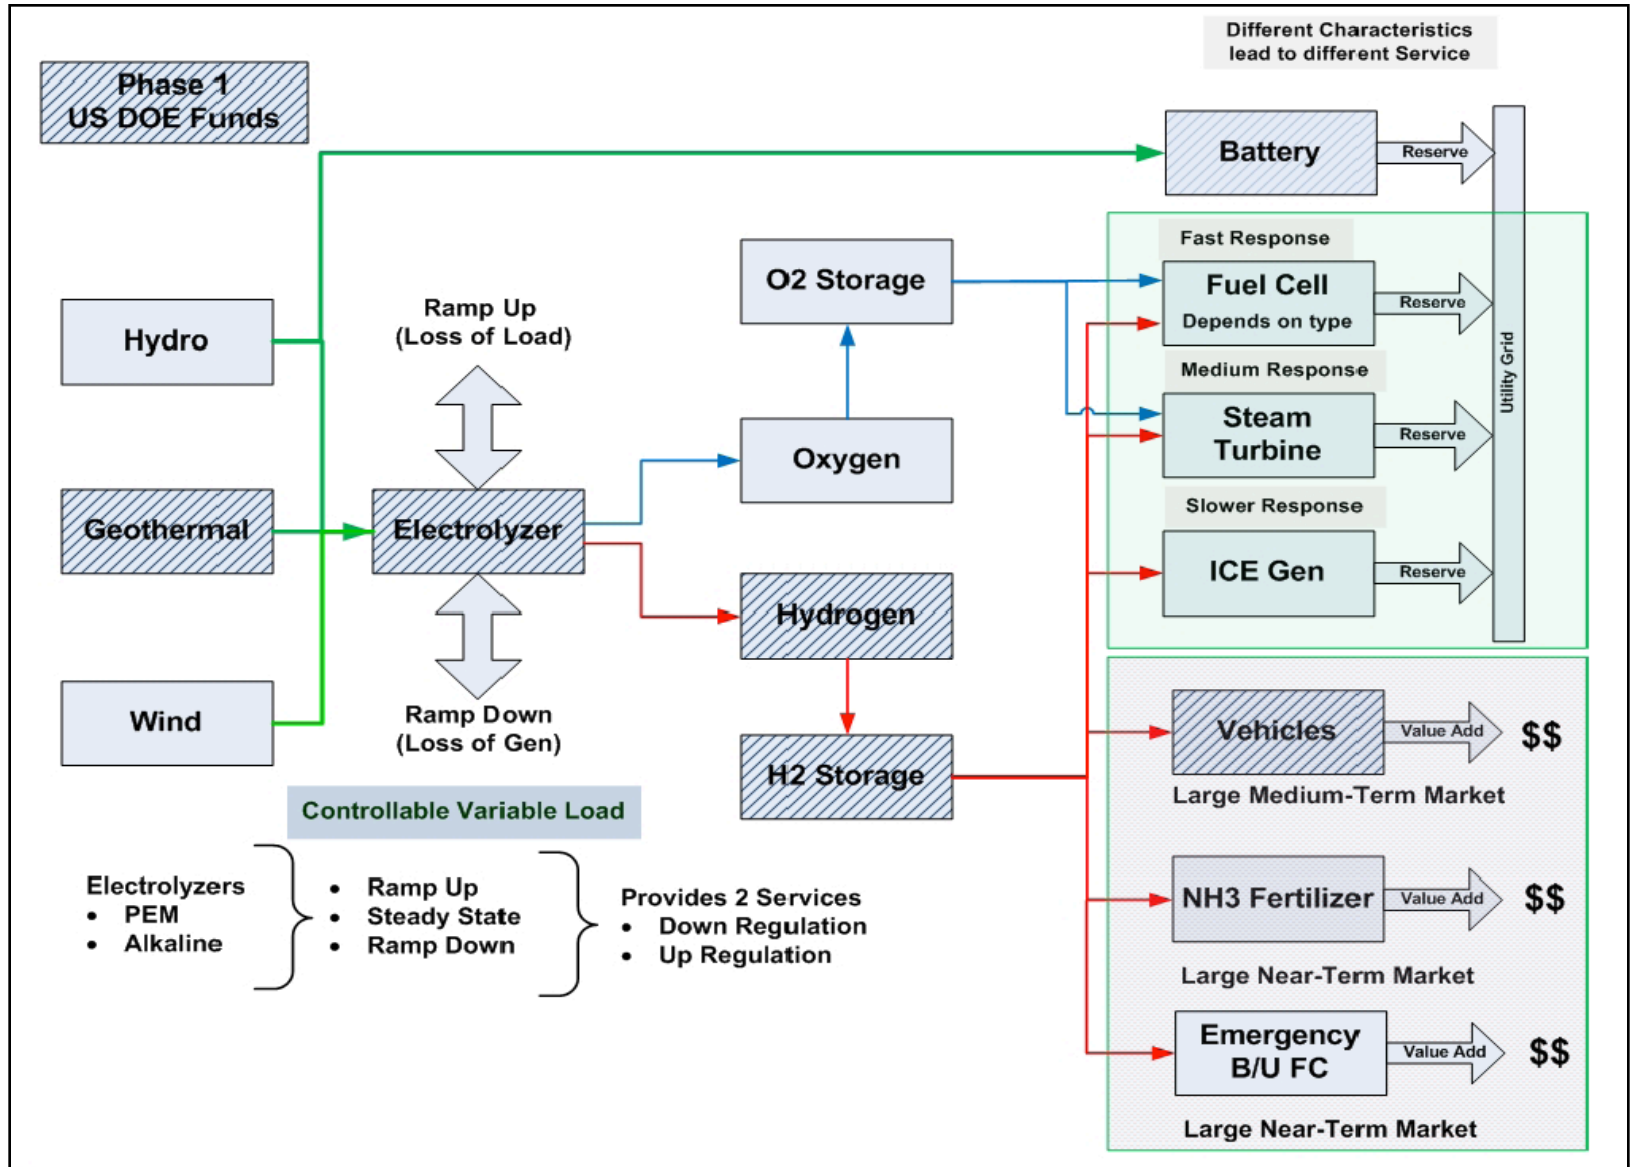 Different Characteristics
lead to different Service
Phase 1
US DOE Funds
Battery
Reserve
Fast Response
Fuel Cell
Depends on type
Reserve
O2 Storage
Ramp Up
(Loss of Load)
Hydro
Utility Grid
Medium Response
Steam
Turbine
Reserve
Oxygen
Slower Response
Geothermal
Electrolyzer
ICE Gen
Reserve
Hydrogen
Wind
Ramp Down
(Loss of Gen)
Vehicles
Value Add
$$
Large Medium-Term Market
H2 Storage
Controllable Variable Load
Electrolyzers
• PEM
• Alkaline
• Ramp Up
• Steady State
• Ramp Down
Provides 2 Services
• Down Regulation
• Up Regulation
NH3 Fertilizer
Value Add
$$
Large Near-Term Market
Emergency
B/U FC
Value Add
$$
Large Near-Term Market